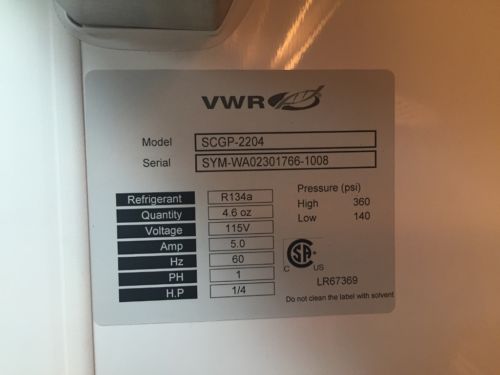 VWR
Model SCGP-2204
Serial SYM-WA02301766-1008
Refrigerant R134a
Quantity 4.6 oz
Voltage 115V
Amp 5.0
Hz 60
PH 1
H.P 1/4
Pressure (psi)
High 360
Low 140
SA
C US
LR67369
Do not clean the label with solvent